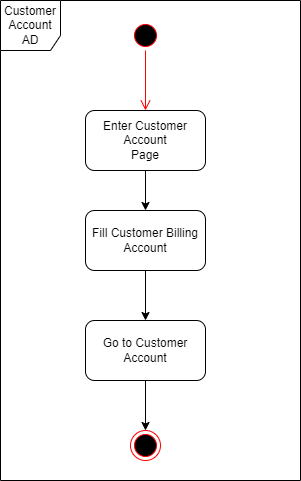 Customer
Account
AD
Enter Customer
Account
Page
Fill Customer Billing
Account
Go to Customer
Account